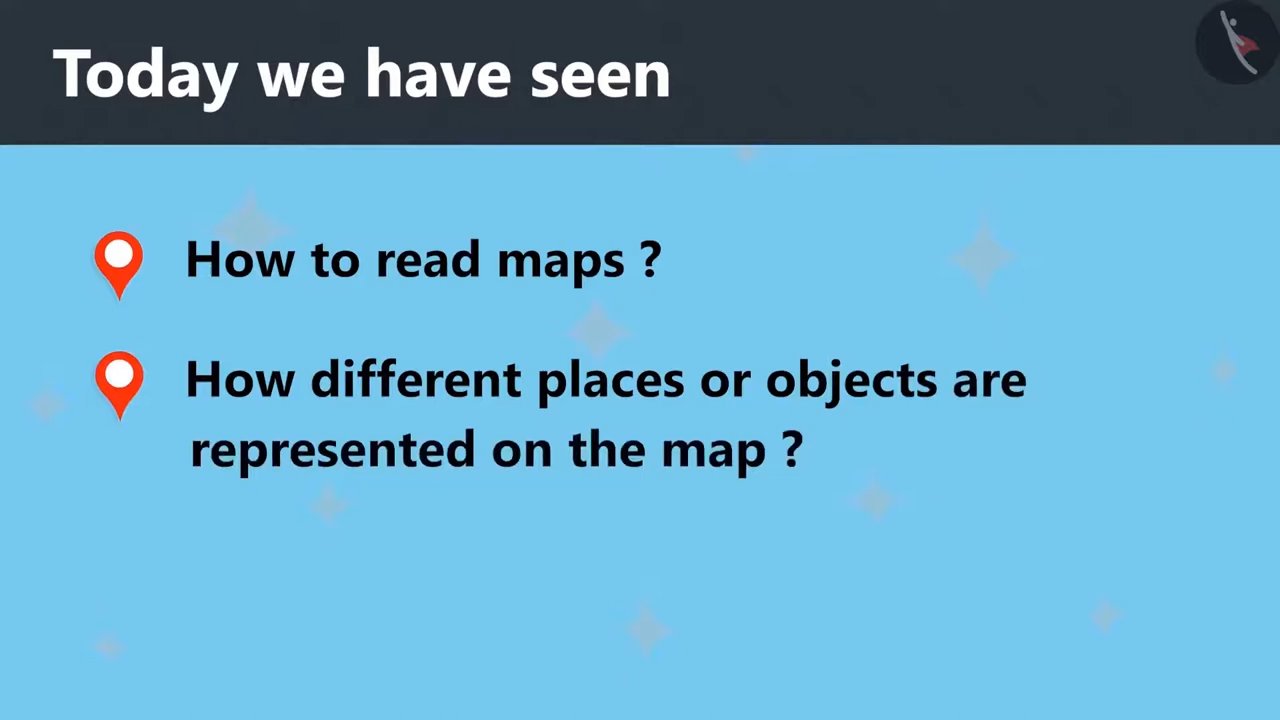 Today we have seen
How to read maps ?
How different places or objects are
represented on the map ?